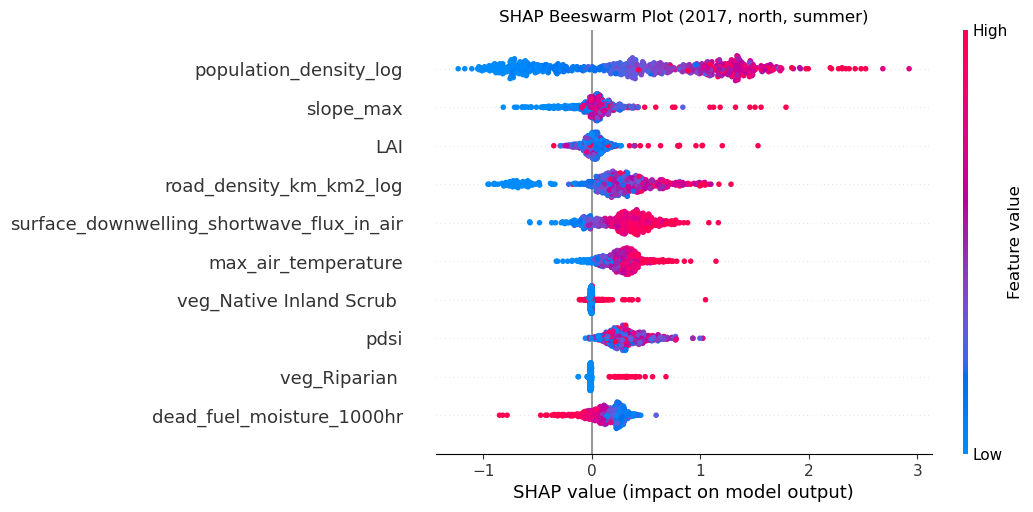 SHAP Beeswarm Plot (2017, north, summer)
High
population_density_log
slope_max
LAI
road_density_km_km2_log
surface_downwelling_shortwave_flux_in_air
max_air_temperature
veg_Native Inland Scrub
pdsi
veg_Riparian
dead_fuel_moisture_1000hr
Feature value
Low
−1
0
1
2
3
SHAP value (impact on model output)